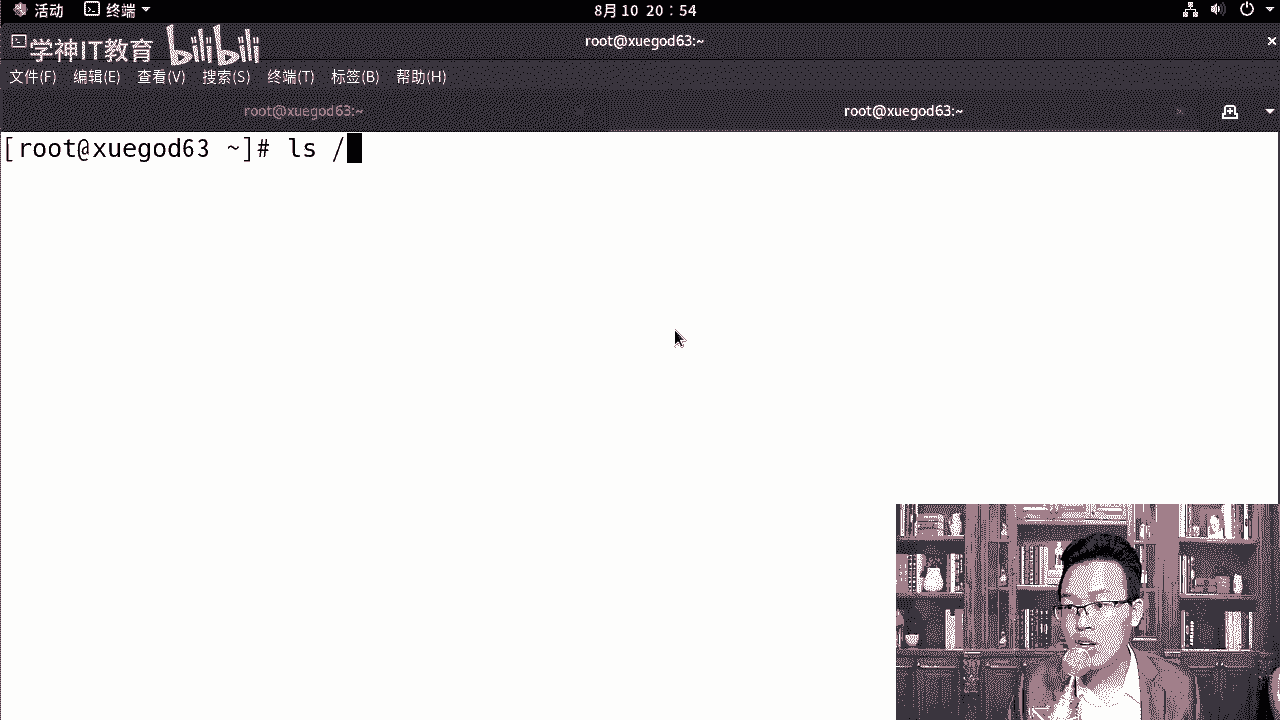 活动 终端 8月 10 20：54
root@xuegod63:~
学神IT教育 bilibili
文件(F) 编辑(E) 查看(V) 搜索(S) 终端(T) 标签(B) 帮助(H)
root@xuegod63:~ root@xuegod63:~
[root@xuegod63 ~]# ls /